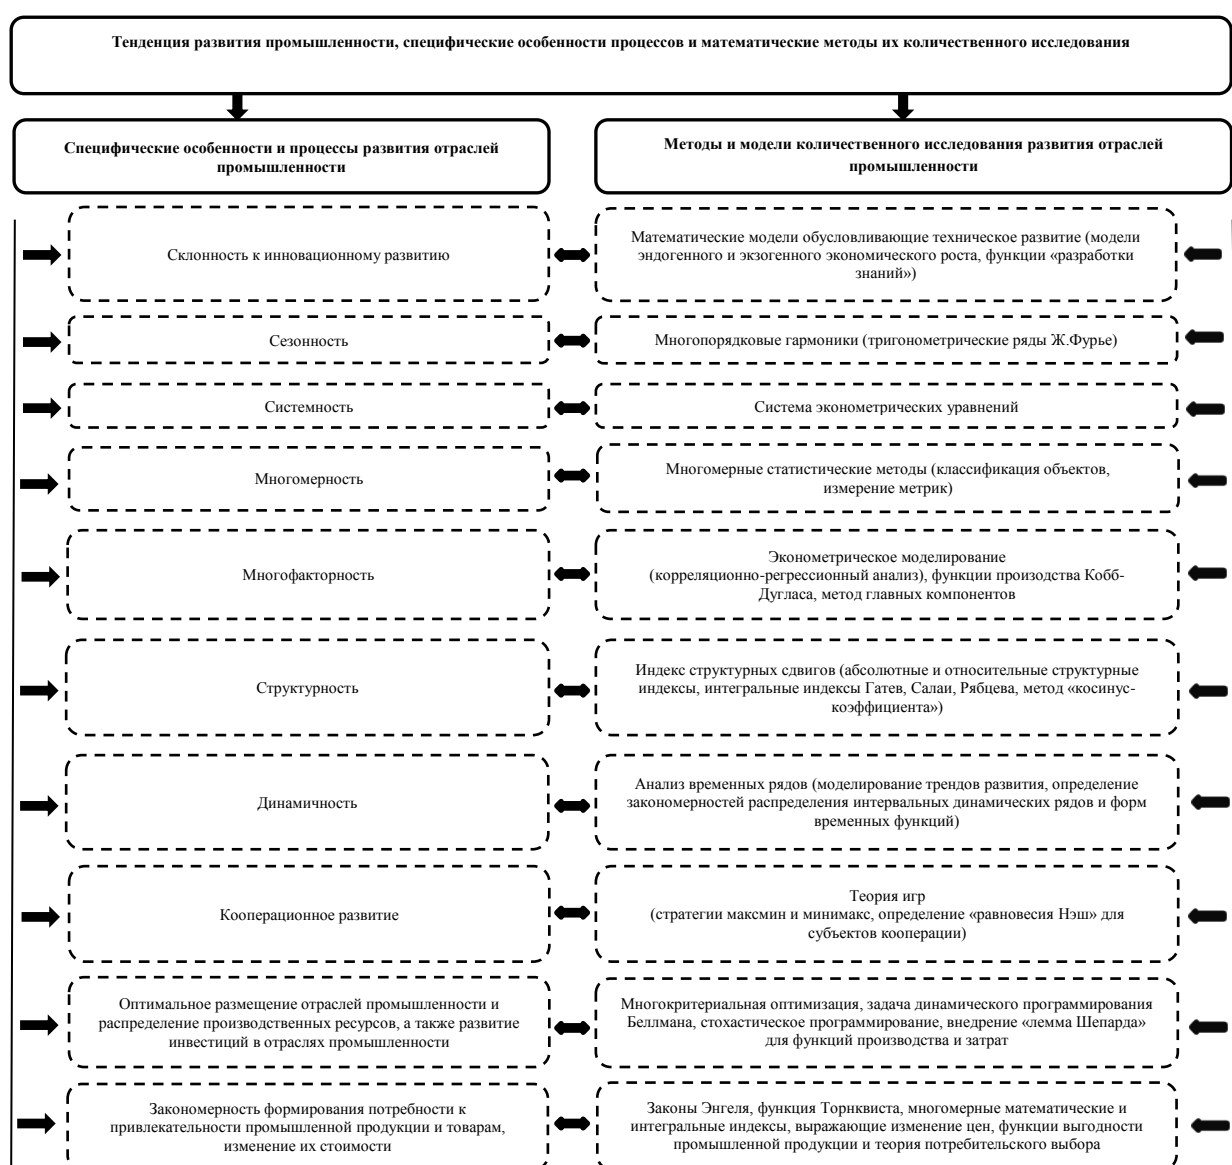 Тенденция развития промышленности, специфические особенности процессов и математические методы их количественного исследования
Специфические особенности и процессы развития отраслей
промышленности
Методы и модели количественного исследования развития отраслей
промышленности
Склонность к инновационному развитию
Математические модели обусловливающие техническое развитие (модели
эндогенного и экзогенного экономического роста, функции «разработки
знаний»)
Сезонность
Многопорядковые гармоники (тригонометрические ряды Ж.Фурье)
Системность
Система эконометрических уравнений
Многомерность
Многомерные статистические методы (классификация объектов,
измерение метрик)
Многофакторность
Эконометрическое моделирование
(корреляционно-регрессионный анализ), функции произодства Кобб-
Дугласа, метод главных компонентов
Структурность
Индекс структурных сдвигов (абсолютные и относительные структурные
индексы, интегральные индексы Гатев, Салаи, Рябцева, метод «косинус-
коэффициента»)
Динамичность
Анализ временных рядов (моделирование трендов развития, определение
закономерностей распределения интервальных динамических рядов и форм
временных функций)
Кооперационное развитие
Теория игр
(стратегии максмин и минимакс, определение «равновесия Нэш» для
субъектов кооперации)
Оптимальное размещение отраслей промышленности и
распределение производственных ресурсов, а также развитие
инвестиций в отраслях промышленности
Многокритериальная оптимизация, задача динамического программирования
Беллмана, стохастическое программирование, внедрение «лемма Шепарда»
для функций производства и затрат
Закономерность формирования потребности к
привлекательности промышленной продукции и товарам,
изменение их стоимости
Законы Энгеля, функция Торнквиста, многомерные математические и
интегральные индексы, выражающие изменение цен, функции выгодности
промышленной продукции и теория потребительского выбора